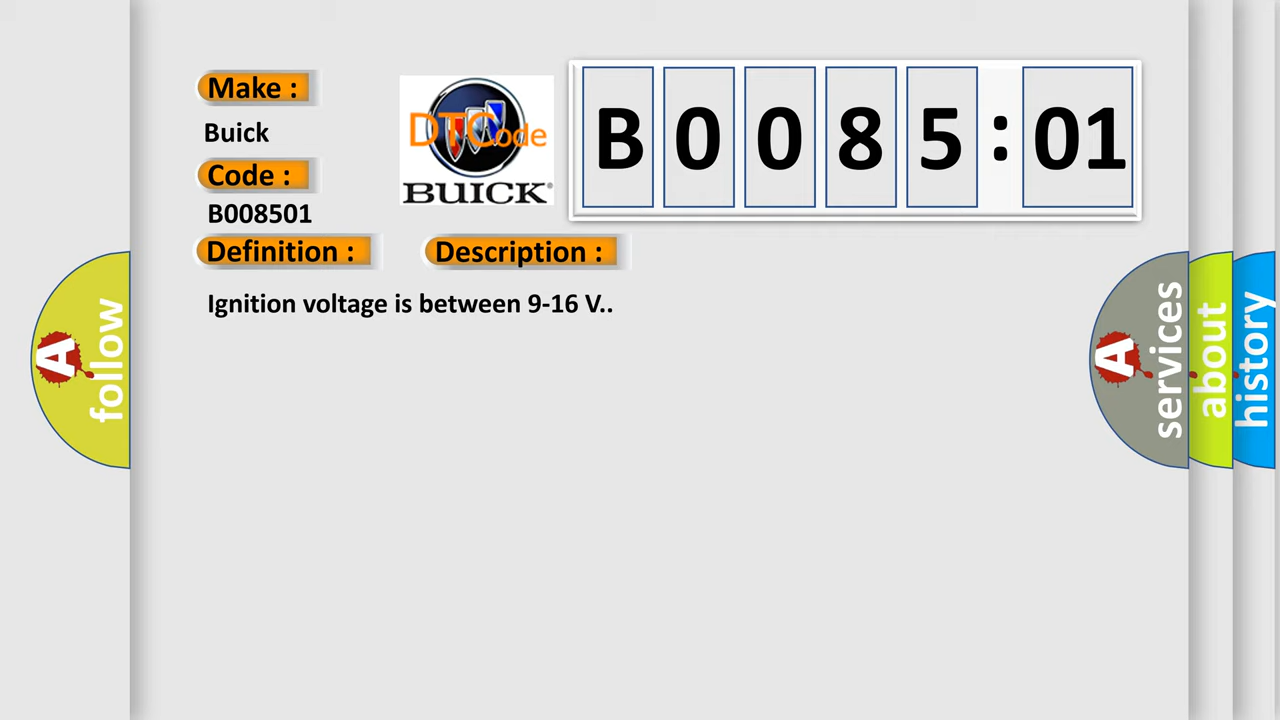 Make :
Buick
Code :
B008501
Definition :
Description :
Ignition voltage is between 9-16 V..
DTCode
BUICK®
B 0 0 8 5 : 01
A follow
A services
about
history